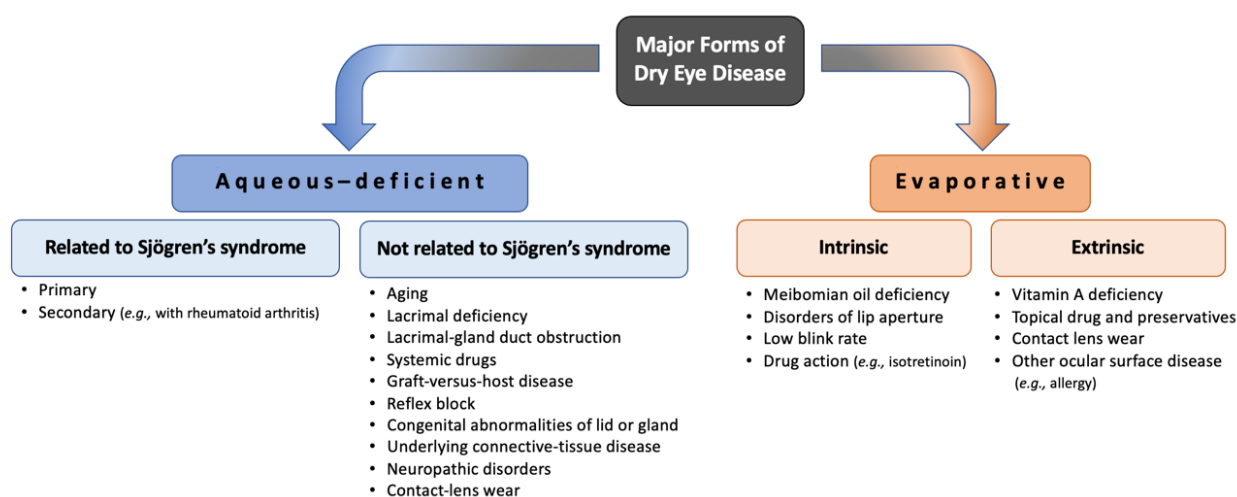 Major Forms of
Dry Eye Disease
Aqueous–deficient
Evaporative
Related to Sjögren's syndrome
• Primary
• Secondary (e.g., with rheumatoid arthritis)
Not related to Sjögren's syndrome
• Aging
• Lacrimal deficiency
• Lacrimal-gland duct obstruction
• Systemic drugs
• Graft-versus-host disease
• Reflex block
• Congenital abnormalities of lid or gland
• Underlying connective-tissue disease
• Neuropathic disorders
• Contact-lens wear
Intrinsic
• Meibomian oil deficiency
• Disorders of lip aperture
• Low blink rate
• Drug action (e.g., isotretinoin)
Extrinsic
• Vitamin A deficiency
• Topical drug and preservatives
• Contact lens wear
• Other ocular surface disease
(e.g., allergy)